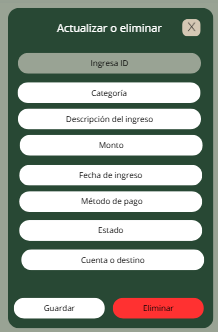 Actualizar o eliminar
X
Ingresa ID
Categoría
Descripción del ingreso
Monto
Fecha de ingreso
Método de pago
Estado
Cuenta o destino
Guardar
Eliminar